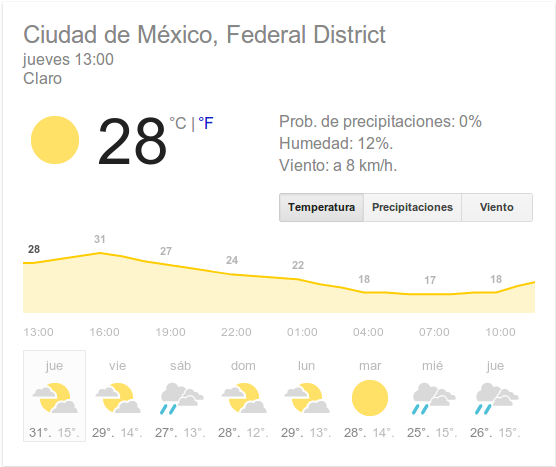 Ciudad de México, Federal District
jueves 13:00
Claro
28 °C | °F
Prob. de precipitaciones: 0%
Humedad: 12%.
Viento: a 8 km/h.
Temperatura Precipitaciones Viento
28 31 27 24 22 18 17 18
13:00 16:00 19:00 22:00 01:00 04:00 07:00 10:00
jue vie sáb dom lun mar mié jue
31°. 15°. 29°. 14°. 27°. 13°. 28°. 12°. 29°. 13°. 28°. 14°. 25°. 15°. 26°. 15°.